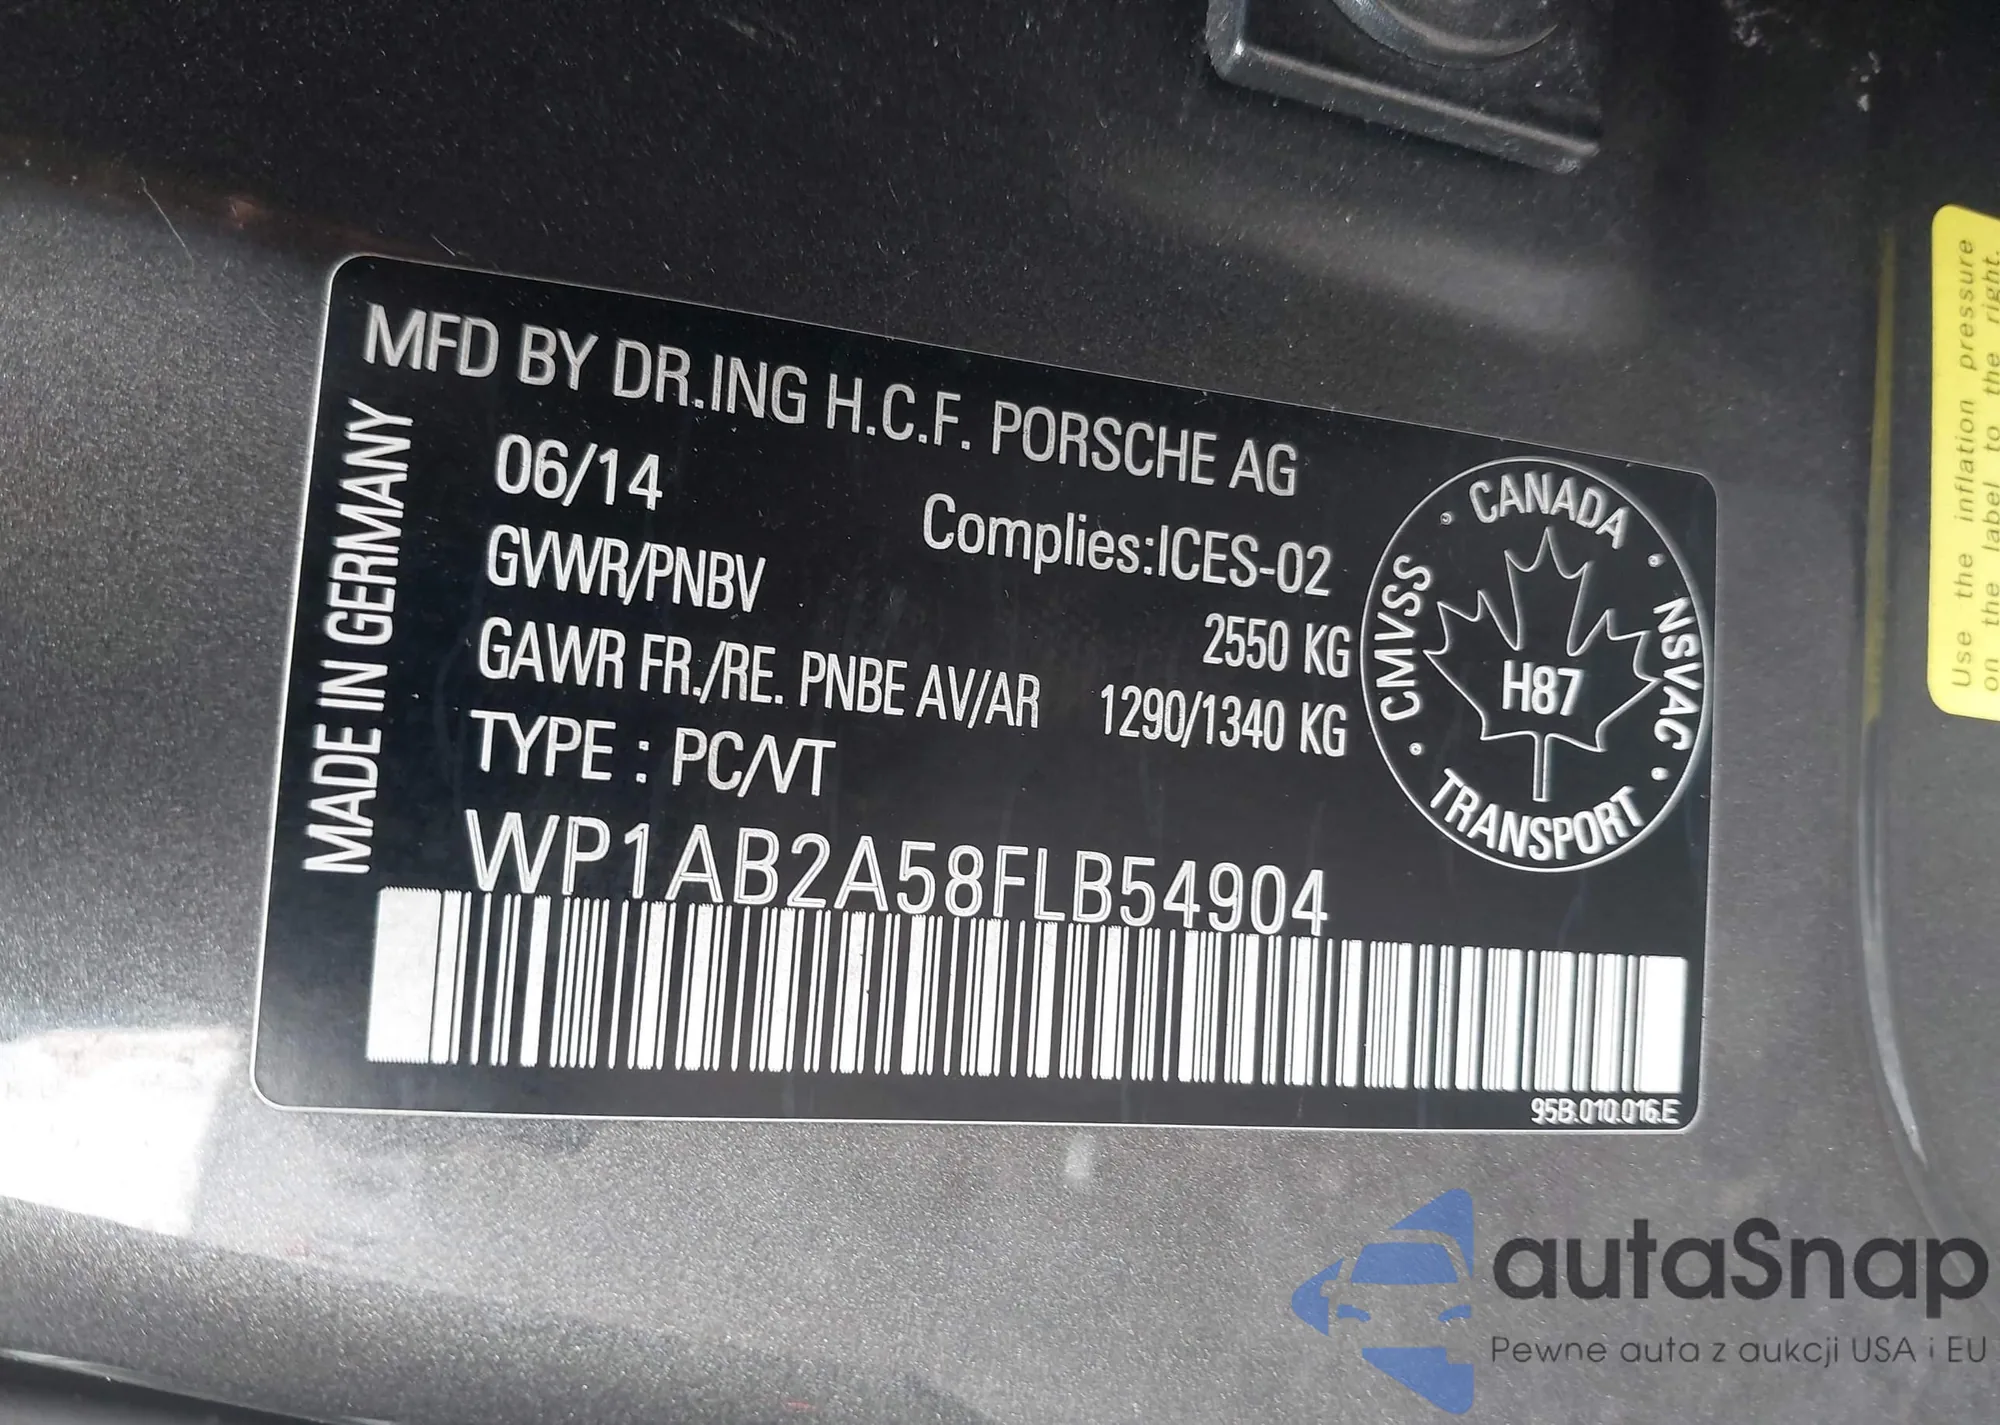 MFD BY DR.ING H.C.F. PORSCHE AG
06/14
Complies:ICES-02
GVWR/PNBV 2550 KG
GAWR FR./RE. PNBE AV/AR 1290/1340 KG
TYPE : PC/VT
WP1AB2A58FLB54904
MADE IN GERMANY
CANADA
CMVSS
NSVAC
H87
TRANSPORT
95B.010.016.E
Use the inflation pressure
on the label to the right.
autaSnap
Pewne auta z aukcji USA i EU